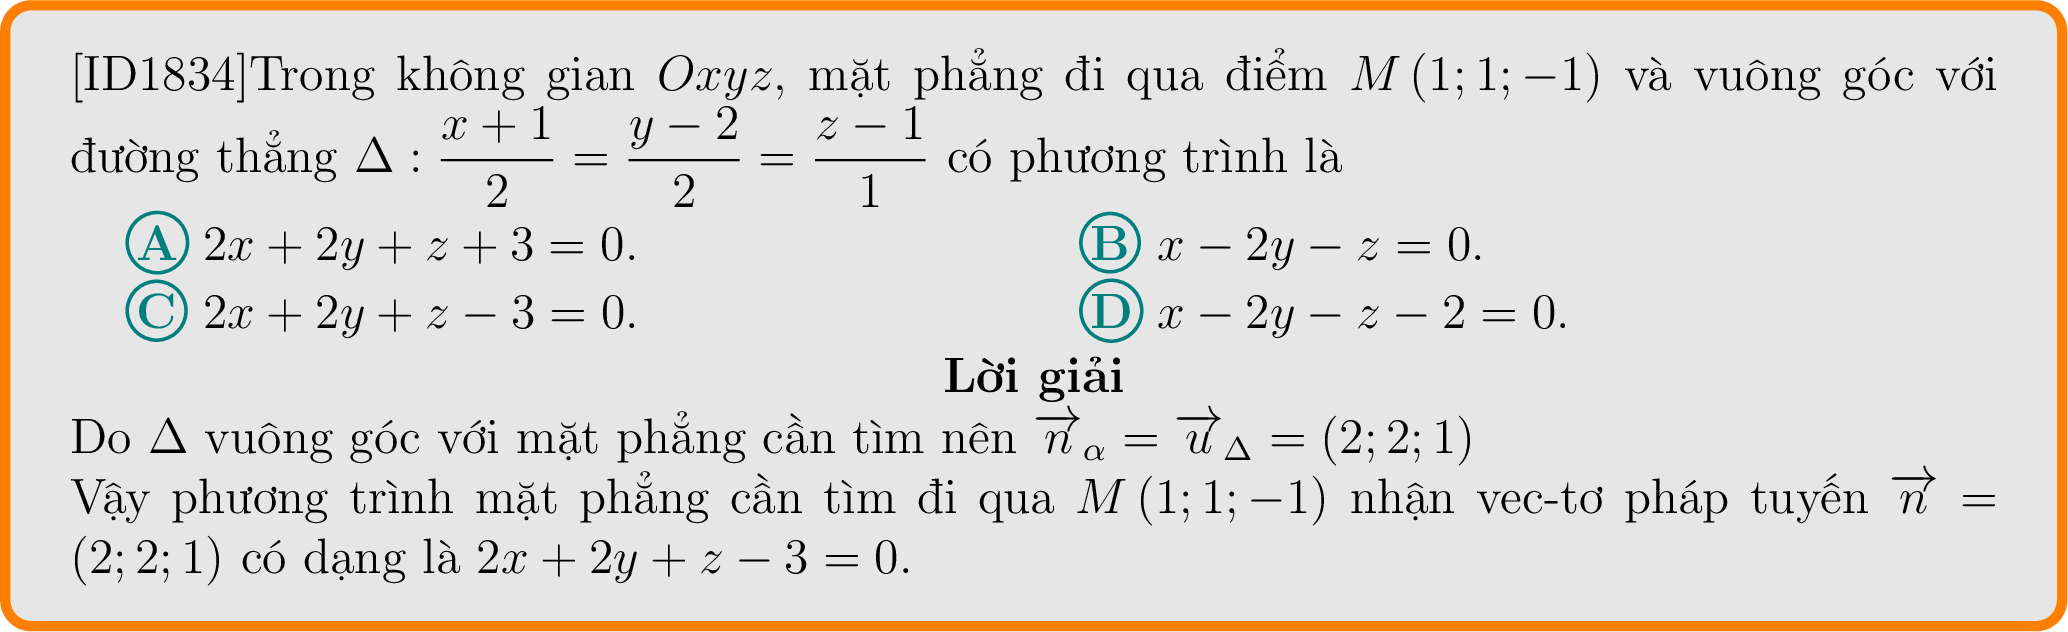 [ID1834]Trong không gian Oxyz, mặt phẳng đi qua điểm M (1; 1; −1) và vuông góc với
đường thẳng Δ : \frac{x + 1}{2} = \frac{y − 2}{2} = \frac{z − 1}{1} có phương trình là
A 2x + 2y + z + 3 = 0. B x − 2y − z = 0.
C 2x + 2y + z − 3 = 0. D x − 2y − z − 2 = 0.
Lời giải
Do Δ vuông góc với mặt phẳng cần tìm nên \overrightarrow{n}_α = \overrightarrow{u}_Δ = (2; 2; 1)
Vậy phương trình mặt phẳng cần tìm đi qua M (1; 1; −1) nhận vec-tơ pháp tuyến \overrightarrow{n} =
(2; 2; 1) có dạng là 2x + 2y + z − 3 = 0.